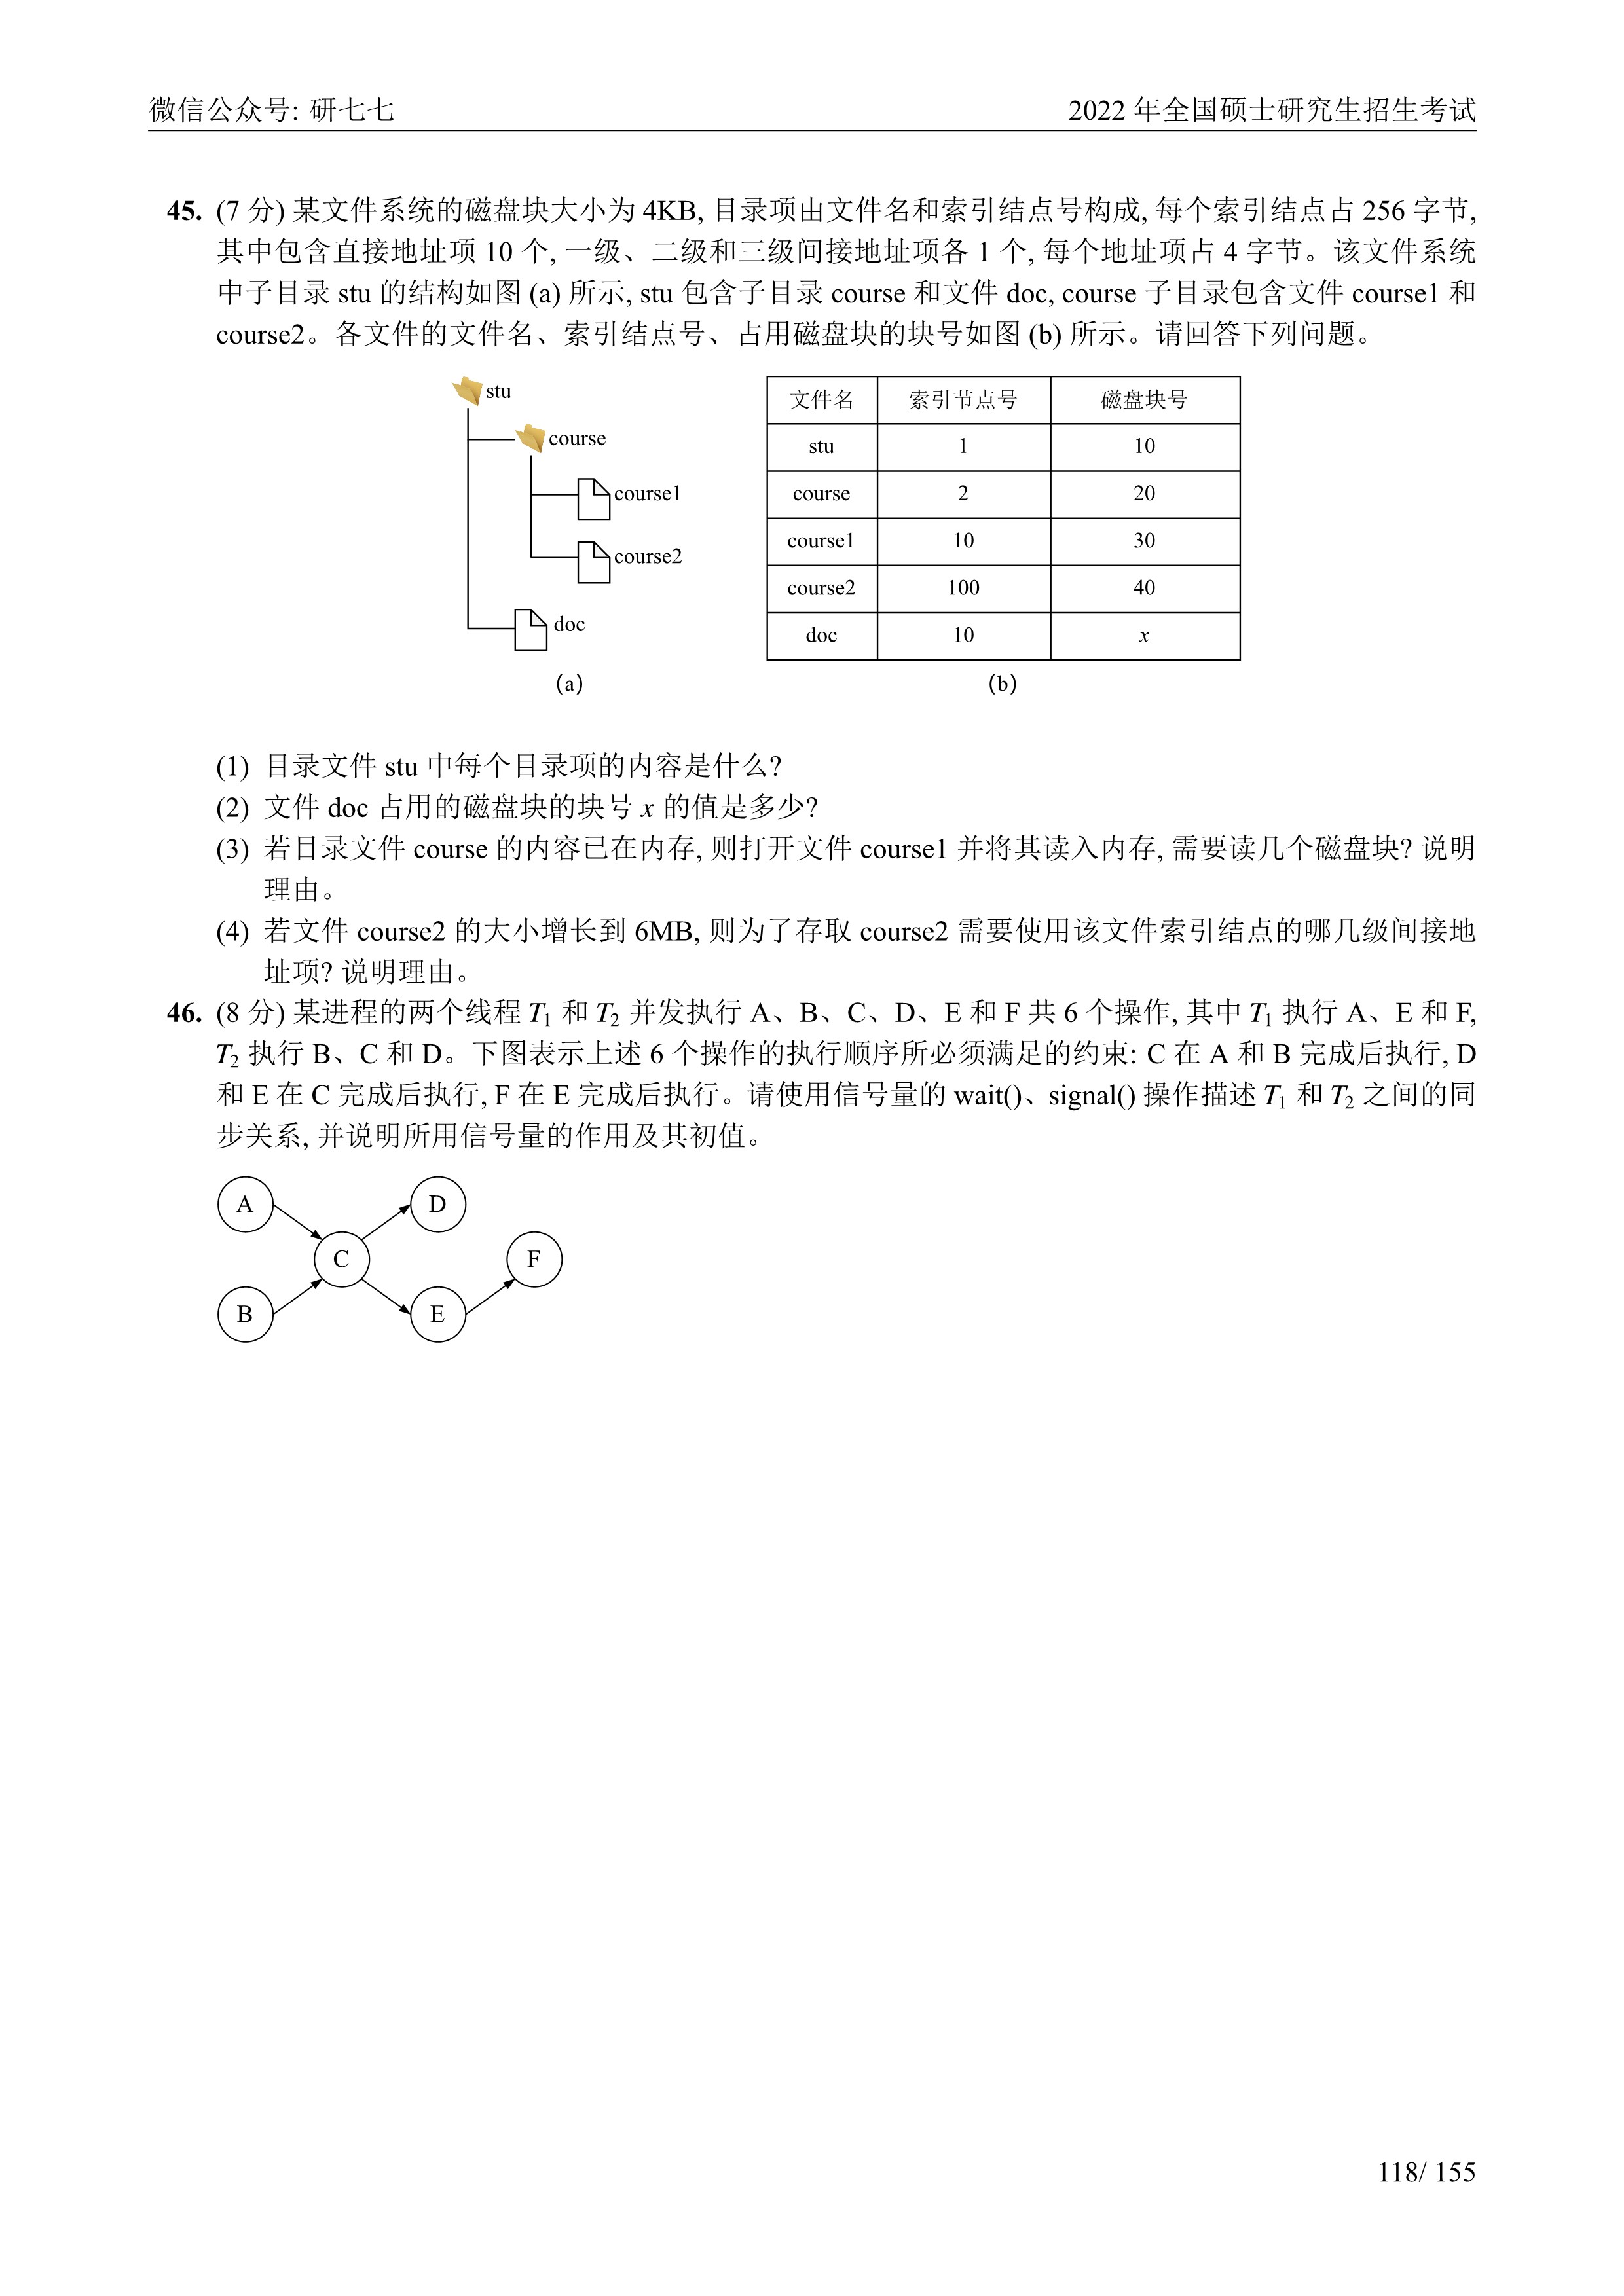 微信公众号: 研七七
2022 年全国硕士研究生招生考试
45. (7 分) 某文件系统的磁盘块大小为 4KB, 目录项由文件名和索引结点号构成, 每个索引结点占 256 字节,
其中包含直接地址项 10 个, 一级、二级和三级间接地址项各 1 个, 每个地址项占 4 字节。该文件系统
中子目录 stu 的结构如图 (a) 所示, stu 包含子目录 course 和文件 doc, course 子目录包含文件 course1 和
course2。各文件的文件名、索引结点号、占用磁盘块的块号如图 (b) 所示。请回答下列问题。
stu
course
course1
course2
doc
(a)
文件名 索引节点号 磁盘块号
stu 1 10
course 2 20
course1 10 30
course2 100 40
doc 10 x
(b)
(1) 目录文件 stu 中每个目录项的内容是什么?
(2) 文件 doc 占用的磁盘块的块号 x 的值是多少?
(3) 若目录文件 course 的内容已在内存, 则打开文件 course1 并将其读入内存, 需要读几个磁盘块? 说明
理由。
(4) 若文件 course2 的大小增长到 6MB, 则为了存取 course2 需要使用该文件索引结点的哪几级间接地
址项? 说明理由。
46. (8 分) 某进程的两个线程 T1 和 T2 并发执行 A、B、C、D、E 和 F 共 6 个操作, 其中 T1 执行 A、E 和 F,
T2 执行 B、C 和 D。下图表示上述 6 个操作的执行顺序所必须满足的约束: C 在 A 和 B 完成后执行, D
和 E 在 C 完成后执行, F 在 E 完成后执行。请使用信号量的 wait()、signal() 操作描述 T1 和 T2 之间的同
步关系, 并说明所用信号量的作用及其初值。
A
D
C
F
B
E
118/ 155